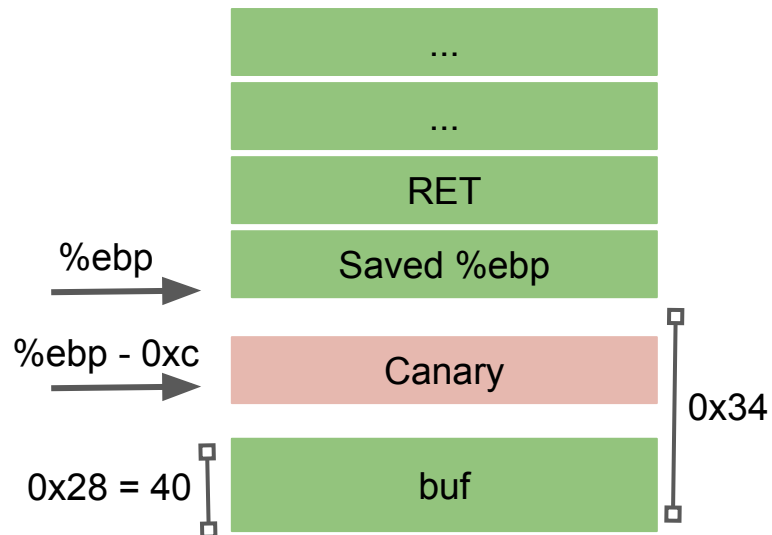 ...
...
RET
%ebp
Saved %ebp
%ebp - 0xc
Canary
0x34
0x28 = 40
buf